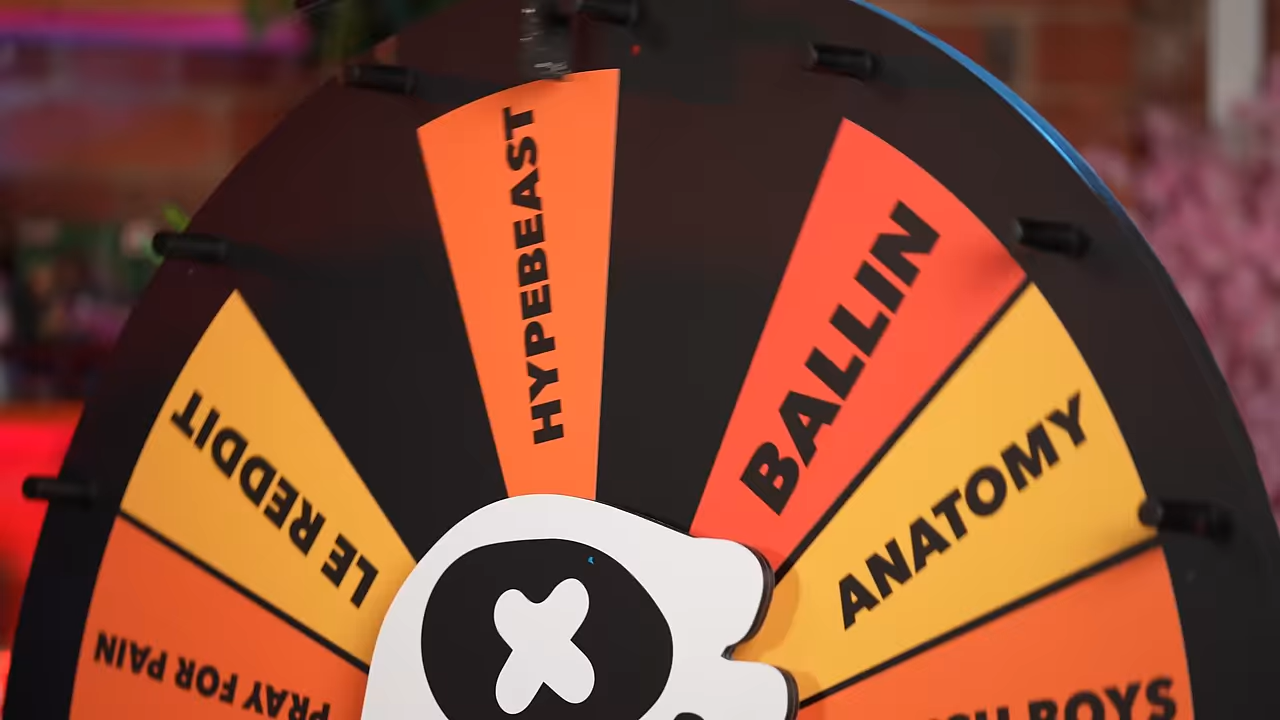 HYPEBEAST
BALLIN
LE REDDIT
ANATOMY
PRAY FOR PAIN
BOYS